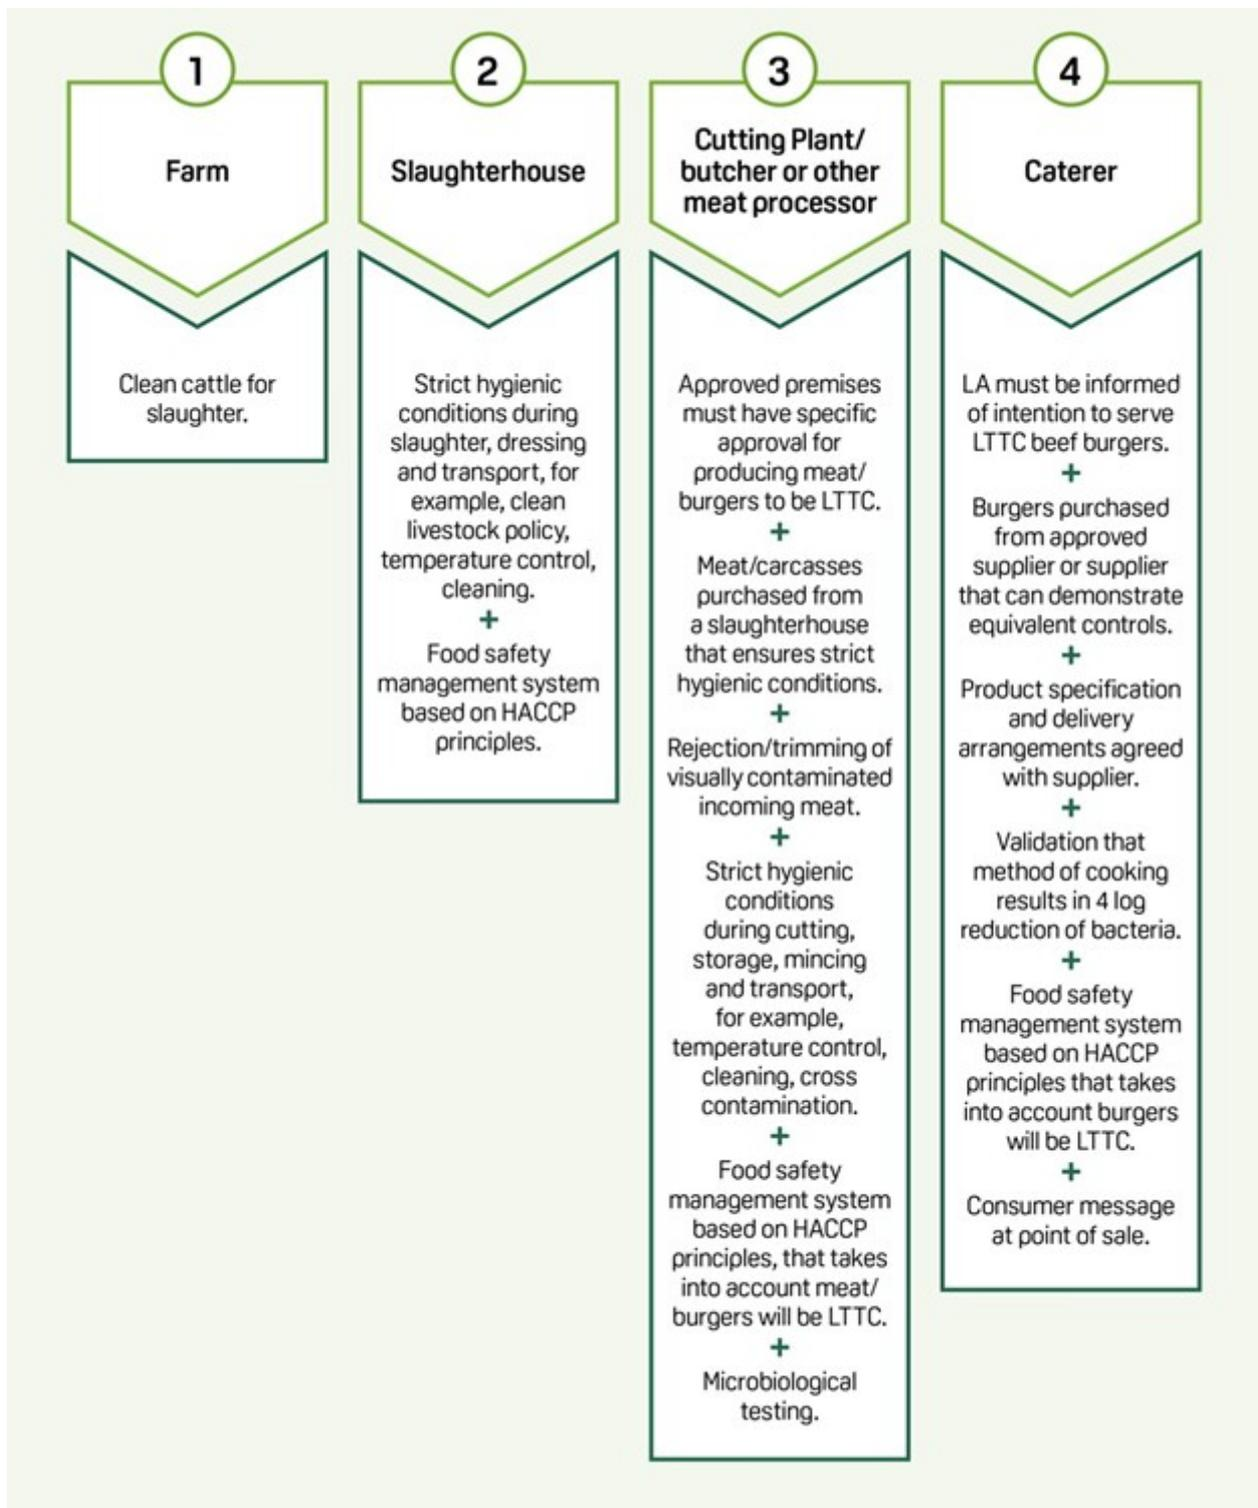 1
Farm
Clean cattle for
slaughter.
2
Slaughterhouse
Strict hygienic
conditions during
slaughter, dressing
and transport, for
example, clean
livestock policy,
temperature control,
cleaning.
+
Food safety
management system
based on HACCP
principles.
3
Cutting Plant/
butcher or other
meat processor
Approved premises
must have specific
approval for
producing meat/
burgers to be LTTC.
+
Meat/carcasses
purchased from
a slaughterhouse
that ensures strict
hygienic conditions.
+
Rejection/trimming of
visually contaminated
incoming meat.
+
Strict hygienic
conditions
during cutting,
storage, mincing
and transport,
for example,
temperature control,
cleaning, cross
contamination.
+
Food safety
management system
based on HACCP
principles, that takes
into account meat/
burgers will be LTTC.
+
Microbiological
testing.
4
Caterer
LA must be informed
of intention to serve
LTTC beef burgers.
+
Burgers purchased
from approved
supplier or supplier
that can demonstrate
equivalent controls.
+
Product specification
and delivery
arrangements agreed
with supplier.
+
Validation that
method of cooking
results in 4 log
reduction of bacteria.
+
Food safety
management system
based on HACCP
principles that takes
into account burgers
will be LTTC.
+
Consumer message
at point of sale.